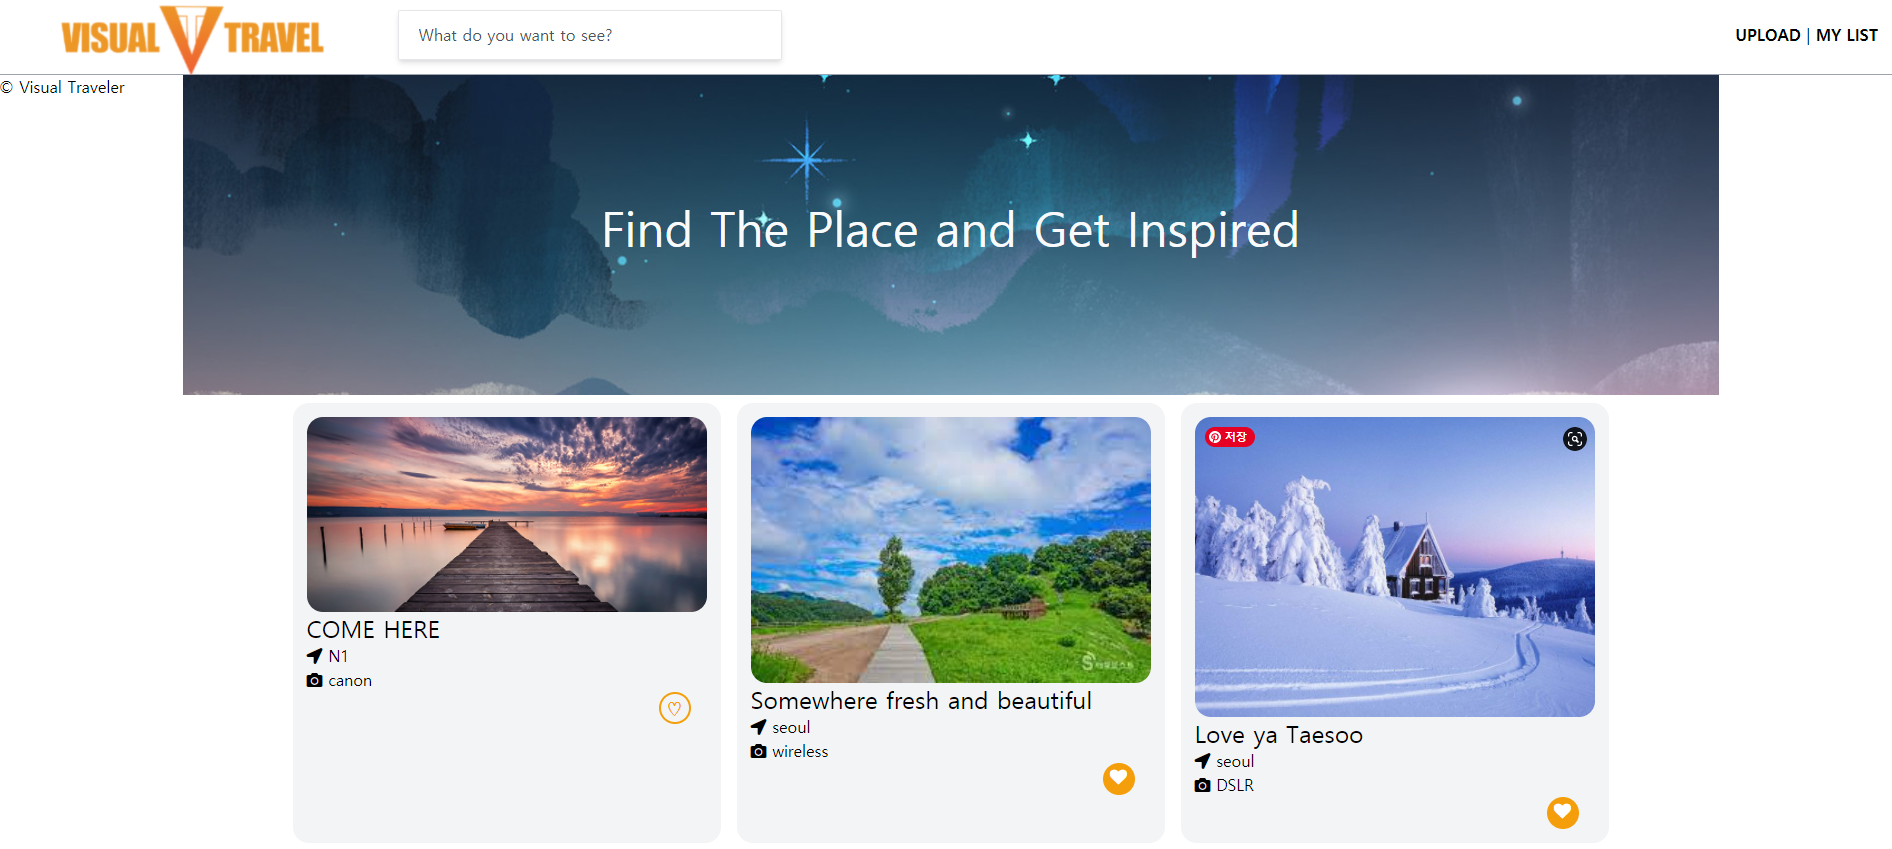 VISUAL TRAVEL
What do you want to see?
UPLOAD | MY LIST
© Visual Traveler
Find The Place and Get Inspired
저장
COME HERE
N1
canon
Somewhere fresh and beautiful
seoul
wireless
Love ya Taesoo
seoul
DSLR